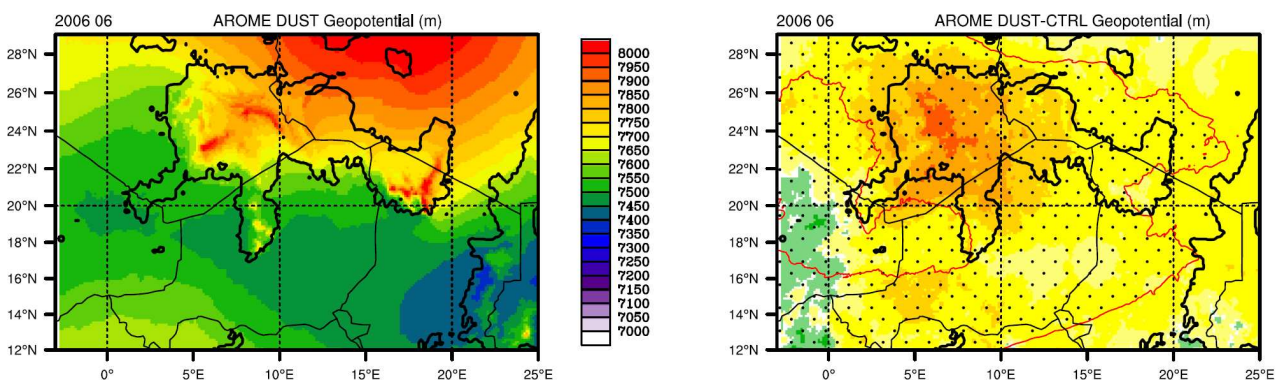 2006 06 AROME DUST Geopotential (m)
28°N
26°N
24°N
22°N
20°N
18°N
16°N
14°N
12°N
0° 5°E 10°E 15°E 20°E 25°E
8000
7950
7900
7850
7800
7750
7700
7650
7600
7550
7500
7450
7400
7350
7300
7250
7200
7150
7100
7050
7000
2006 06 AROME DUST-CTRL Geopotential (m)
28°N
26°N
24°N
22°N
20°N
18°N
16°N
14°N
12°N
0° 5°E 10°E 15°E 20°E 25°E